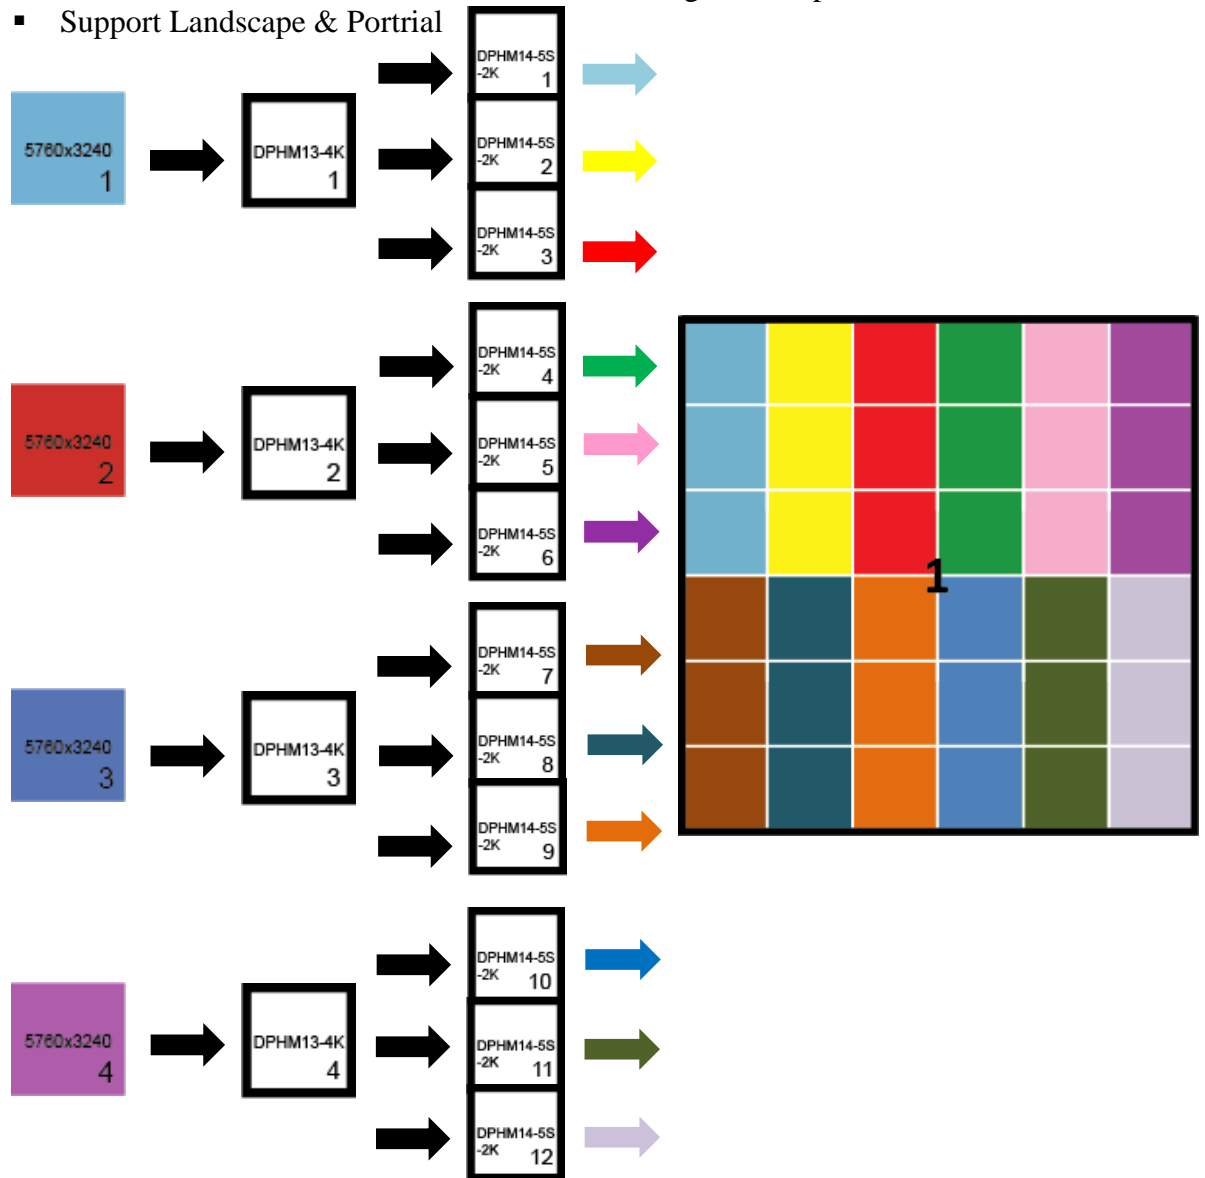 ▪ Support Landscape & Portrial
DPHM14-5S
-2K 1
5760x3240
1
DPHM13-4K
1
DPHM14-5S
-2K 2
DPHM14-5S
-2K 3
DPHM14-5S
-2K 4
5760x3240
2
DPHM13-4K
2
DPHM14-5S
-2K 5
DPHM14-5S
-2K 6
1
DPHM14-5S
-2K 7
5760x3240
3
DPHM13-4K
3
DPHM14-5S
-2K 8
DPHM14-5S
-2K 9
DPHM14-5S
-2K 10
5760x3240
4
DPHM13-4K
4
DPHM14-5S
-2K 11
DPHM14-5S
-2K 12